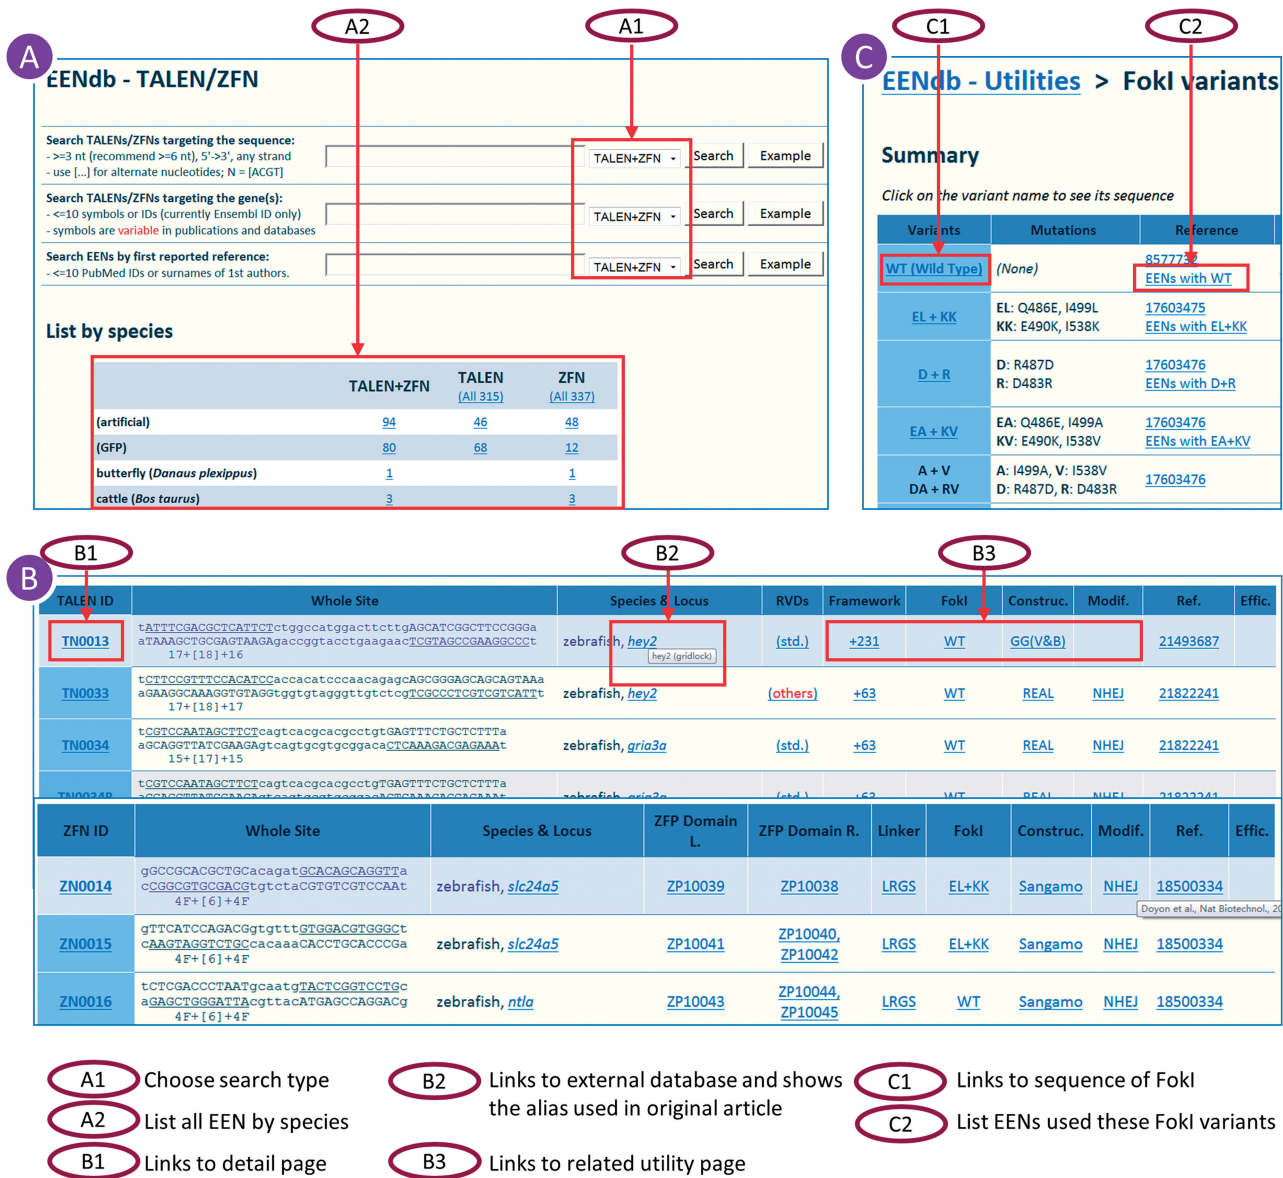 A2
A1
C1
C2
A
EENdb - TALEN/ZFN
Search TALENs/ZFNs targeting the sequence:
- >=3 nt (recommend >=6 nt), 5'->3', any strand
- use [...] for alternate nucleotides; N = [ACGT]
TALEN+ZFN
Search
Example
Search TALENs/ZFNs targeting the gene(s):
- <=10 symbols or IDs (currently Ensembl ID only)
- symbols are variable in publications and databases
TALEN+ZFN
Search
Example
Search EENs by first reported reference:
- <=10 PubMed IDs or surnames of 1st authors.
TALEN+ZFN
Search
Example
List by species
TALEN+ZFN TALEN (All 315) ZFN (All 337)
(artificial) 94 46 48
(GFP) 80 68 12
butterfly (Danaus plexippus) 1 1
cattle (Bos taurus) 3 3
C
EENdb - Utilities > FokI variants
Summary
Click on the variant name to see its sequence
Variants Mutations Reference
WT (Wild Type) (None) 8577732
EENs with WT
EL + KK
EL: Q486E, I499L
KK: E490K, I538K
17603475
EENs with EL+KK
D + R
D: R487D
R: D483R
17603476
EENs with D+R
EA + KV
EA: Q486E, I499A
KV: E490K, I538V
17603476
EENs with EA+KV
A + V
DA + RV
A: I499A, V: I538V
D: R487D, R: D483R
17603476
B1
B2
B3
B
TALEN ID Whole Site Species & Locus RVDs Framework FokI Construc. Modif. Ref. Effic.
TN0013
tATTTCGACGCTCATTCTctggccatggacttcttgAGCATCGGCTTCCGGGa
aTAAAGCTGCGAGTAAGAgaccggtacctgaagaacTCGTAGCCGAAGGCCCt
17+[18]+16
zebrafish, hey2
hey2 (gridlock)
(std.) +231 WT GG(V&B) 21493687
TN0033
tCTTCCGTTTCCACATCCaccacatcccaacagagcAGCGGGAGCAGCAGTAAa
aGAAGGCAAAGGTGTAGGtggtgtagggttgtctcgTCGCCCTCGTCGTCATTt
17+[18]+17
zebrafish, hey2
(others) +63 WT REAL NHEJ 21822241
TN0034
tCGTCCAATAGCTTCTcagtcacgcacgcctgtGAGTTTCTGCTCTTTa
aGCAGGTTATCGAAGAgtcagtgcgtgcggacaCTCAAAGACGAGAAAt
15+[17]+15
zebrafish, gria3a
(std.) +63 WT REAL NHEJ 21822241
tCGTCCAATAGCTTCTcagtcacgcacgcctgtGAGTTTCTGCTCTTTa
ZFN ID Whole Site Species & Locus ZFP Domain L. ZFP Domain R. Linker FokI Construc. Modif. Ref. Effic.
ZN0014
gGCCGCACGCTGCacagatGCACAGCAGGTTa
cCGGCGTGCGACGtgtctaCGTGTCGTCCAAt
4F+[6]+4F
zebrafish, slc24a5
ZP10039 ZP10038 LRGS EL+KK Sangamo NHEJ 18500334
Doyon et al., Nat Biotechnol., 20
ZN0015
gTTCATCCAGACGgtgtttGTGGACGTGGGCt
cAAGTAGGTCTGCcacaaaCACCTGCACCCGa
4F+[6]+4F
zebrafish, slc24a5
ZP10041 ZP10040, ZP10042 LRGS EL+KK Sangamo NHEJ 18500334
ZN0016
tCTCGACCCTAATgcaatgTACTCGGTCCTGc
aGAGCTGGGATTAcgttacATGAGCCAGGACg
4F+[6]+4F
zebrafish, ntla
ZP10043 ZP10044, ZP10045 LRGS WT Sangamo NHEJ 18500334
A1 Choose search type
A2 List all EEN by species
B1 Links to detail page
B2 Links to external database and shows
the alias used in original article
B3 Links to related utility page
C1 Links to sequence of FokI
C2 List EENs used these FokI variants